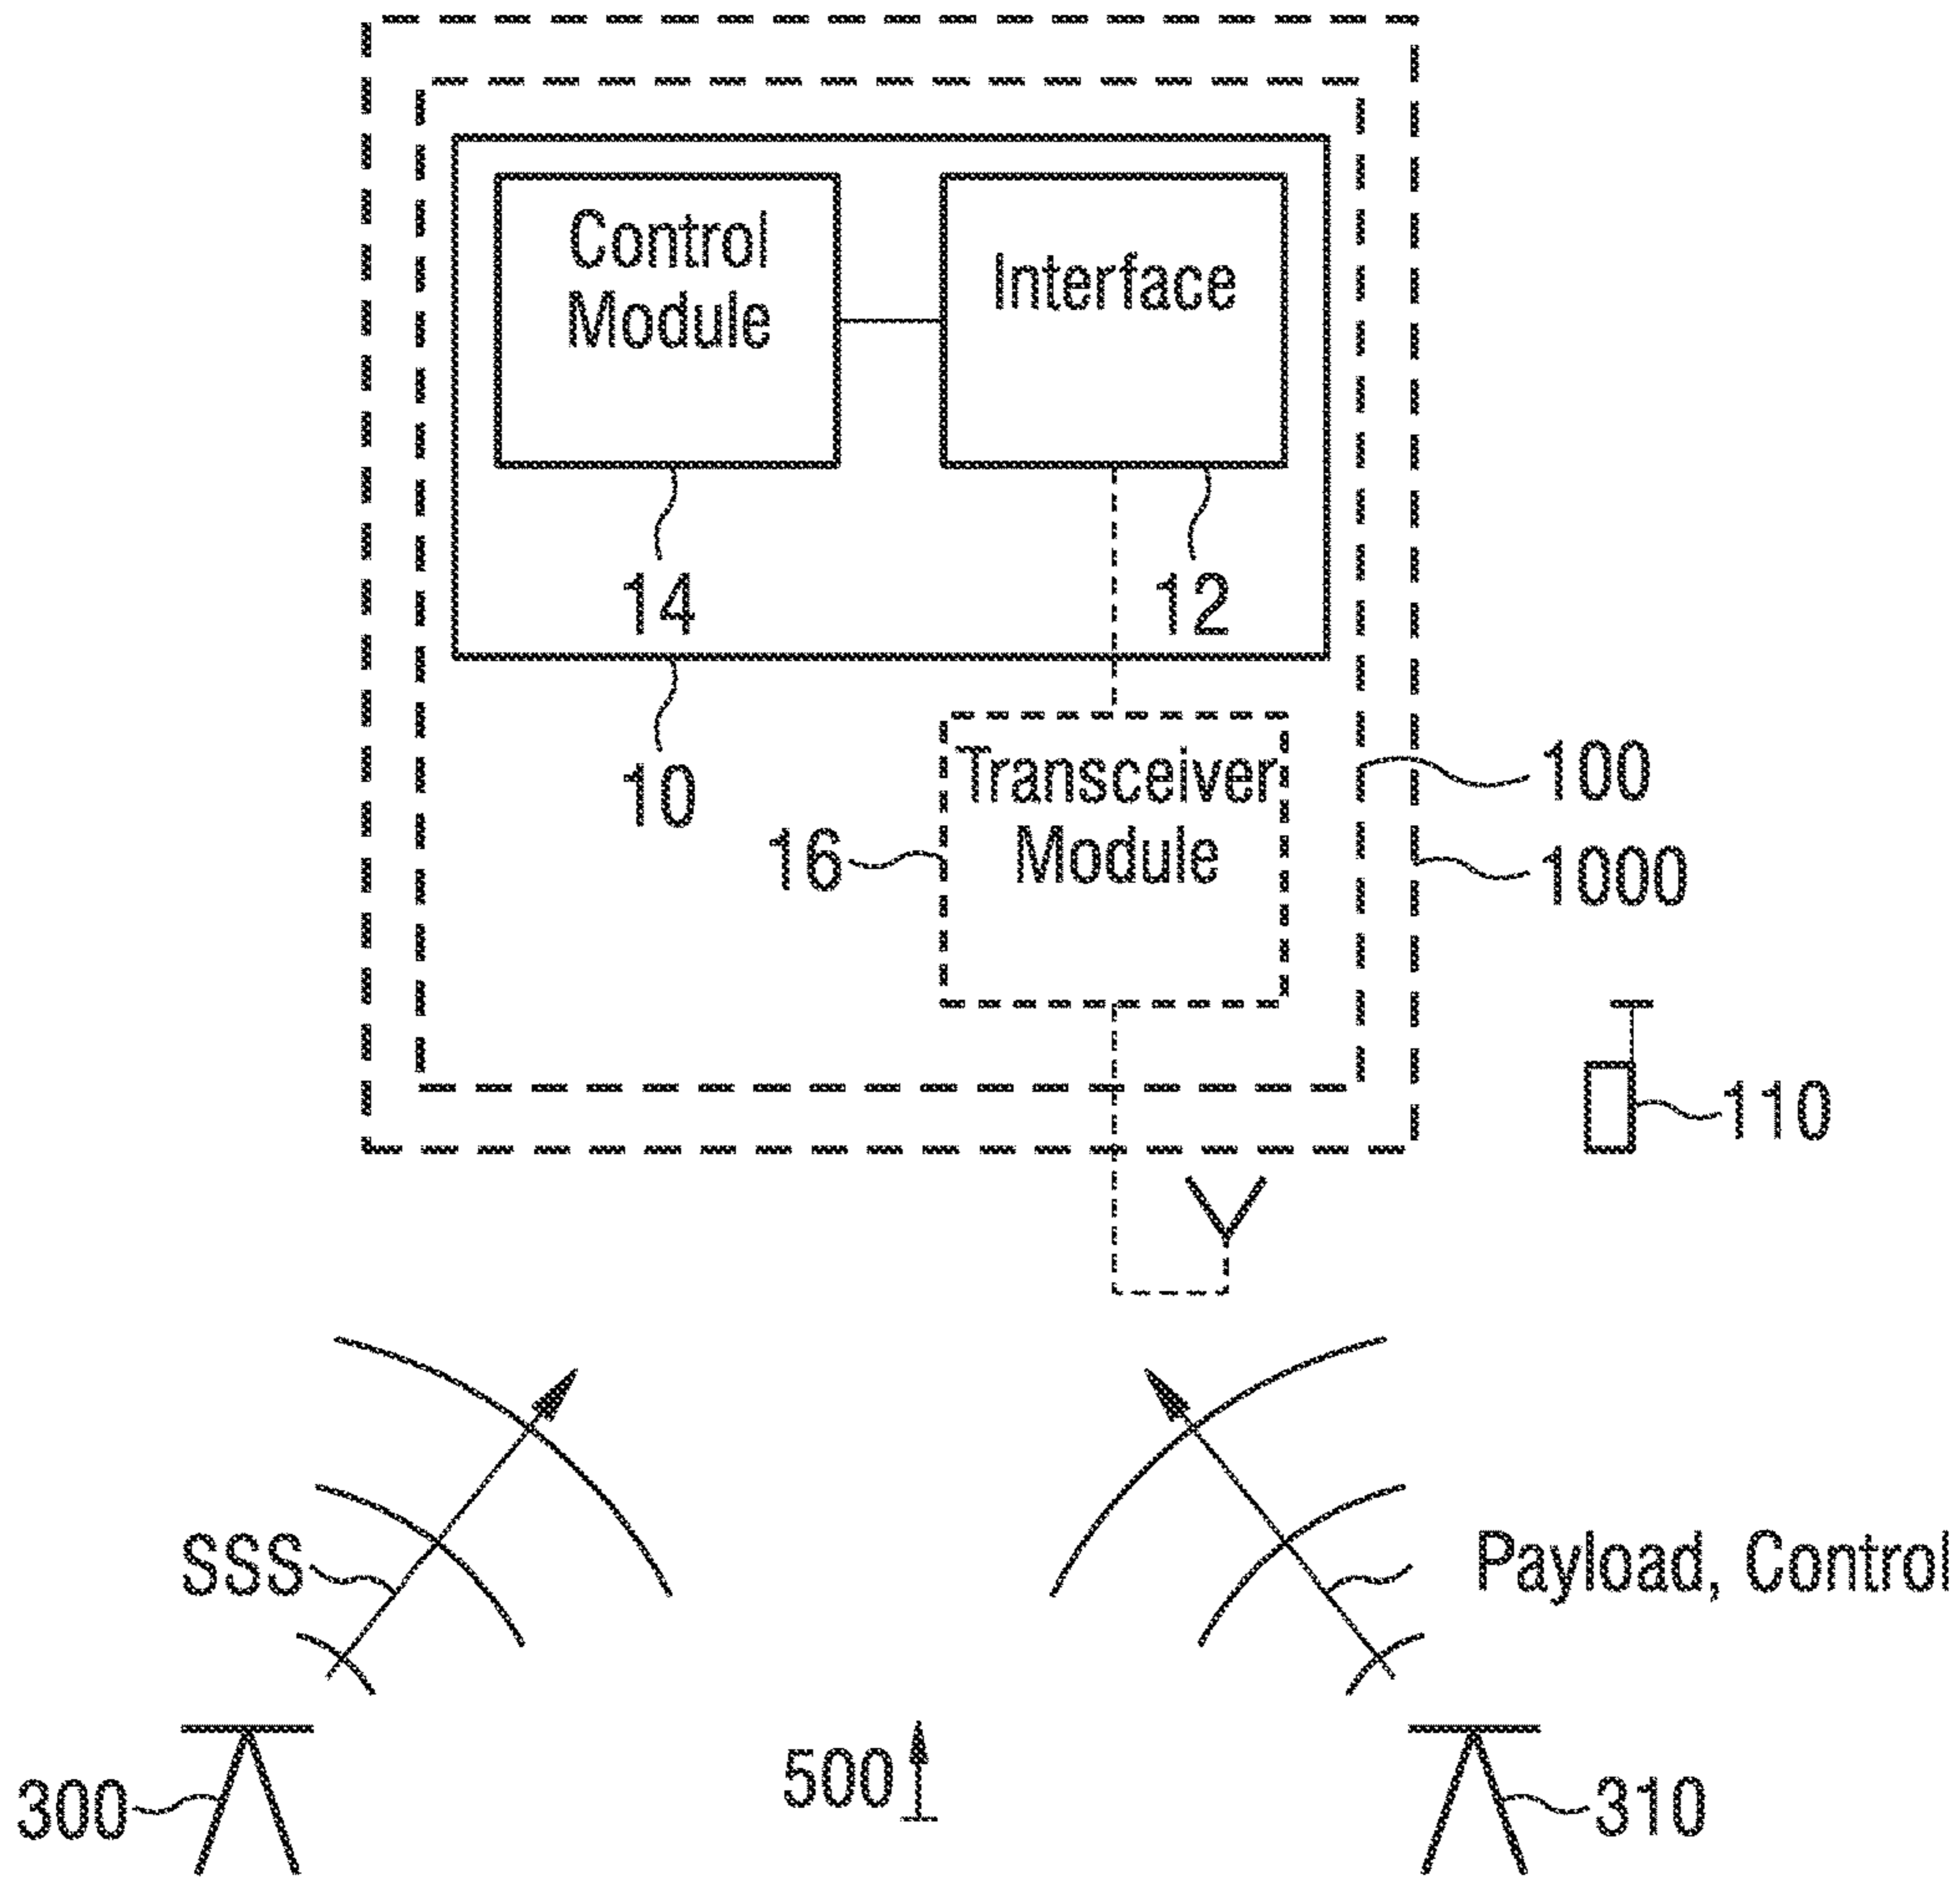 Control
Module
Interface
14
12
10
Transceiver
Module
16
100
1000
110
SSS
Payload, Control
500
300
310